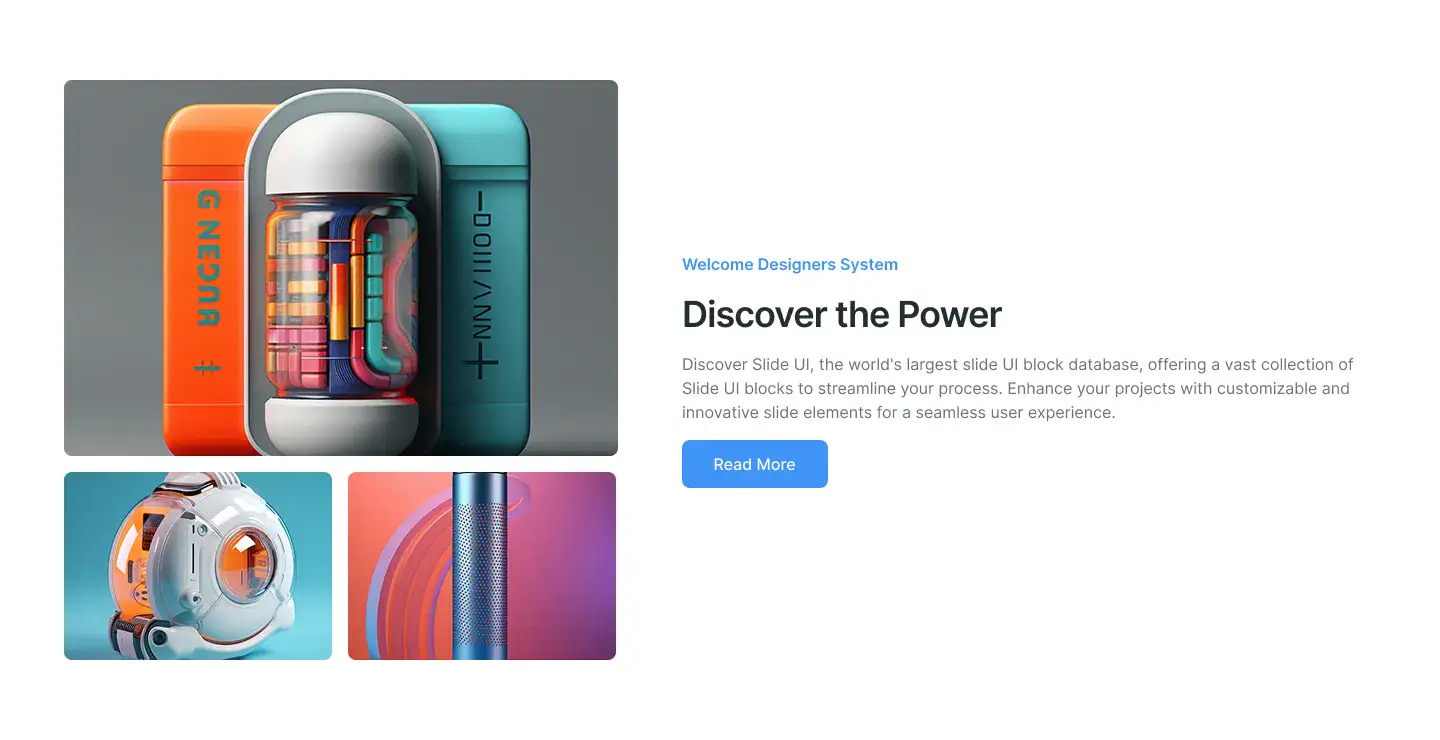 Welcome Designers System
Discover the Power
Discover Slide UI, the world's largest slide UI block database, offering a vast collection of
Slide UI blocks to streamline your process. Enhance your projects with customizable and
innovative slide elements for a seamless user experience.
Read More